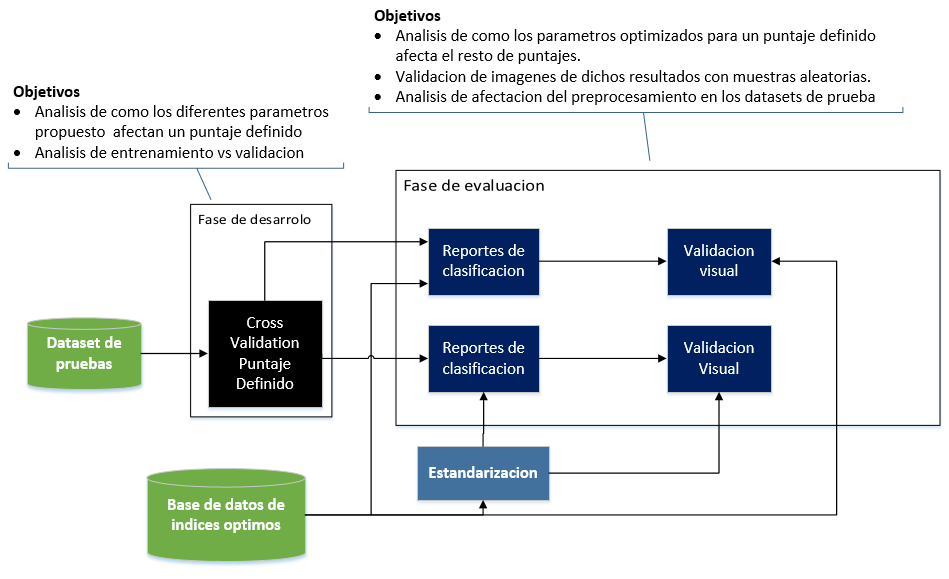 Objetivos
• Analisis de como los parametros optimizados para un puntaje definido
afecta el resto de puntajes.
• Validacion de imagenes de dichos resultados con muestras aleatorias.
• Analisis de afectacion del preprocesamiento en los datasets de prueba
Objetivos
• Analisis de como los diferentes parametros
propuesto afectan un puntaje definido
• Analisis de entrenamiento vs validacion
Fase de desarrolo
Fase de evaluacion
Reportes de
clasificacion
Validacion
visual
Dataset de
pruebas
Cross
Validation
Puntaje
Definido
Reportes de
clasificacion
Validacion
Visual
Estandarizacion
Base de datos de
indices optimos